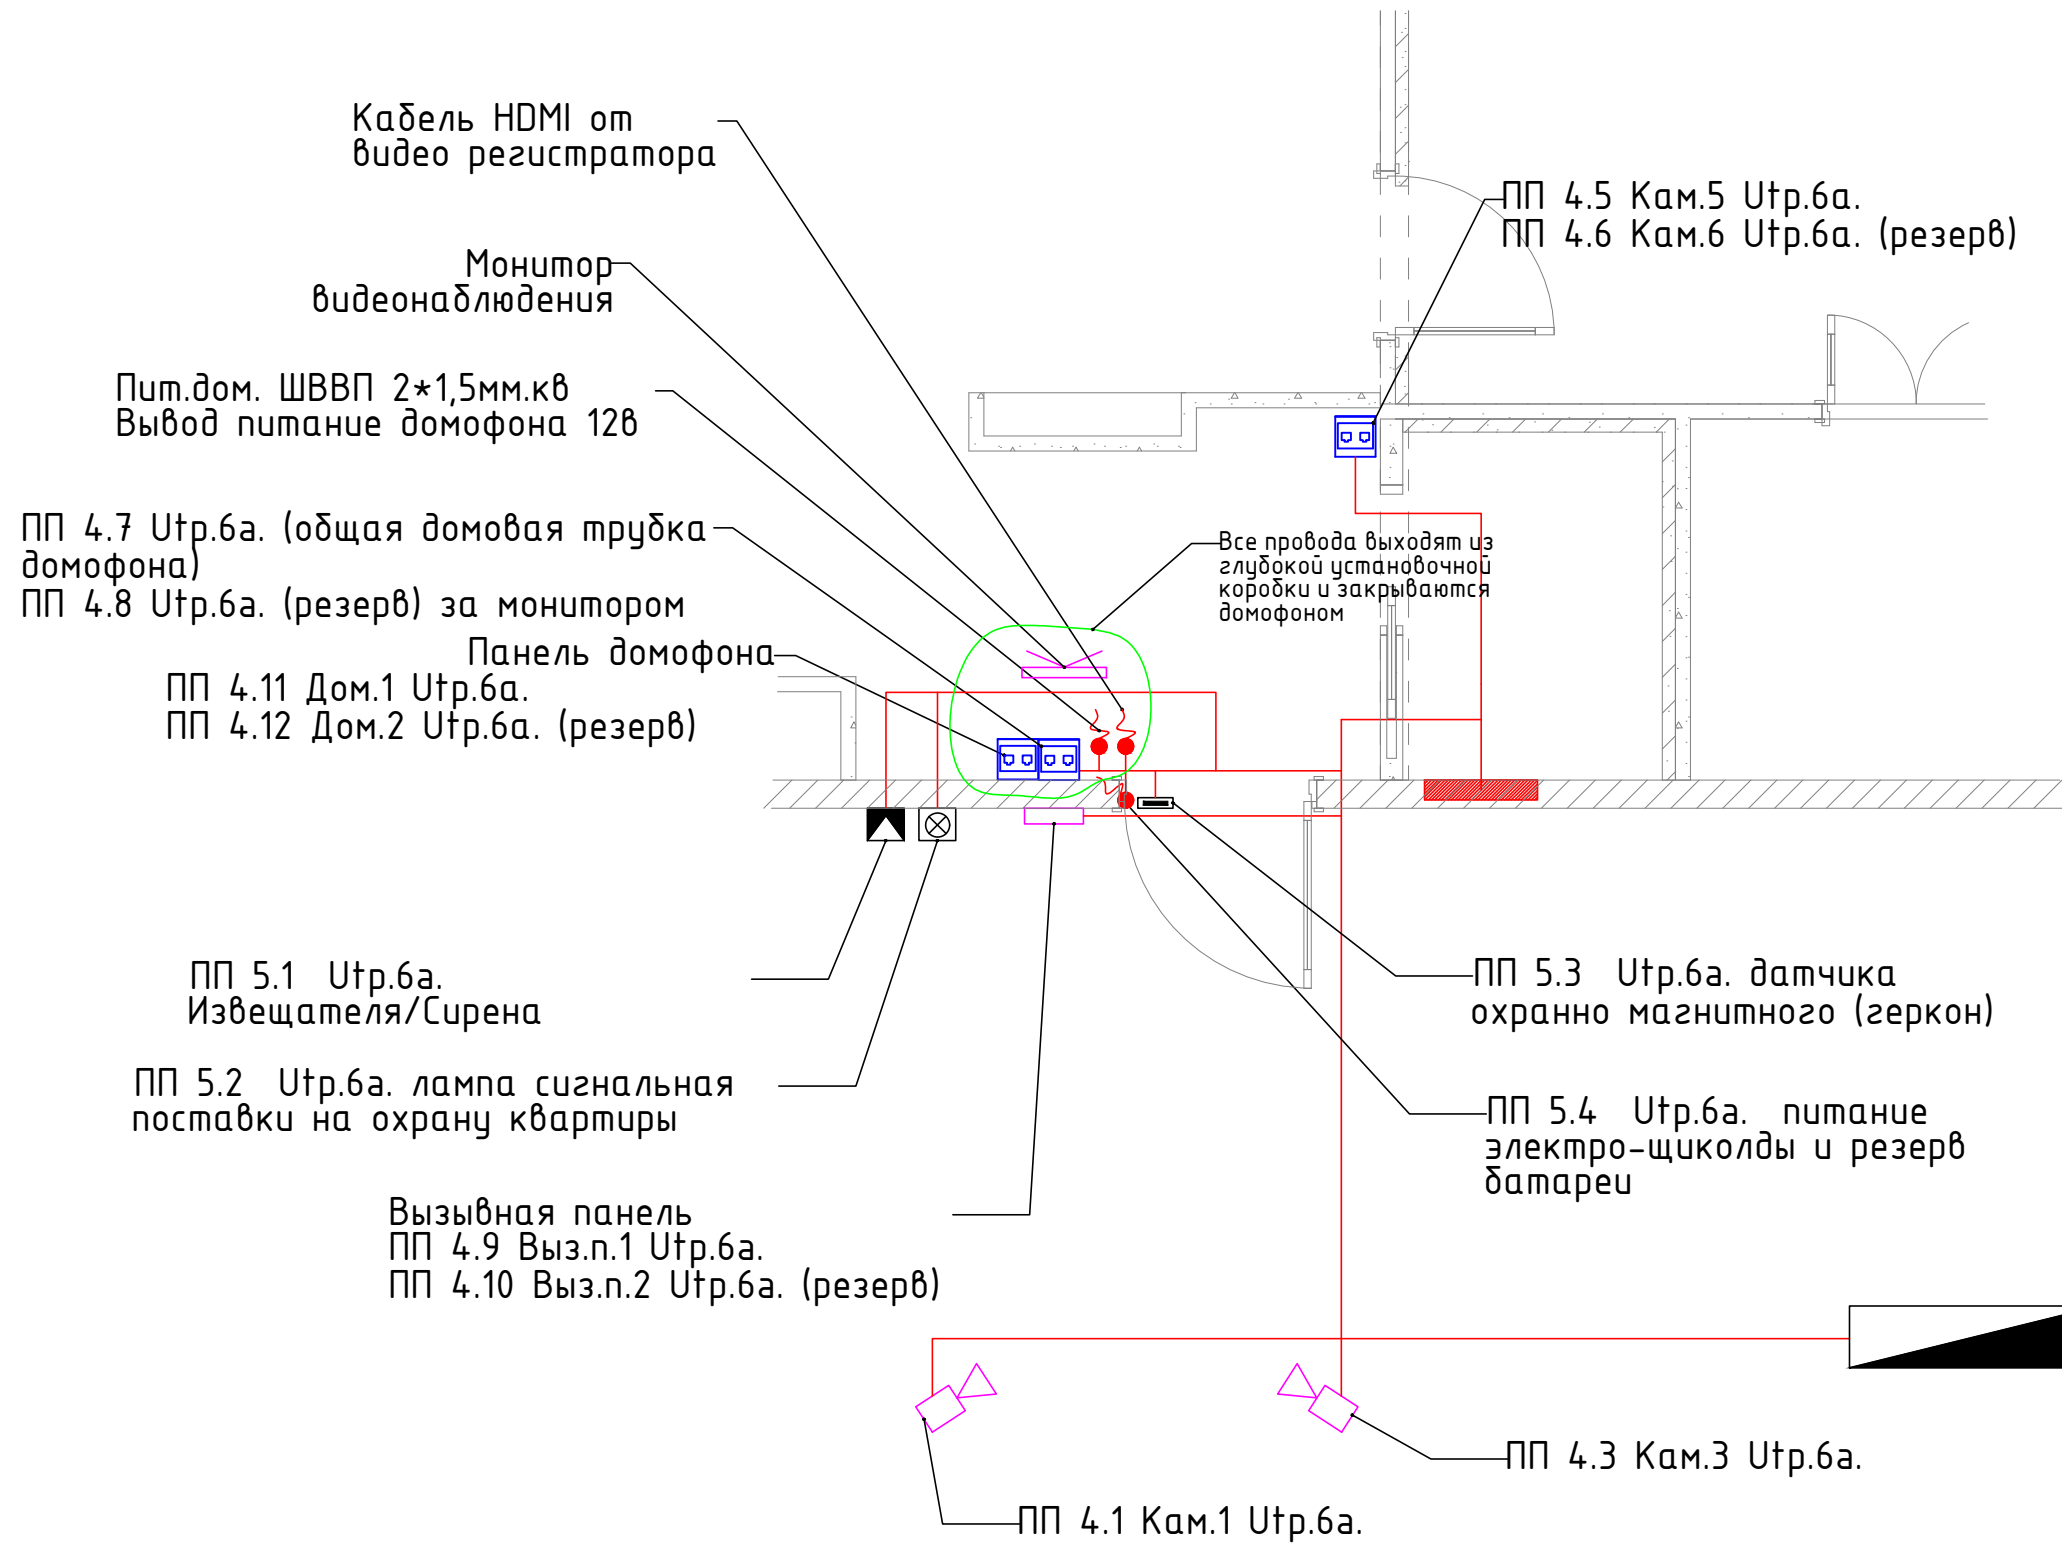 Кабель HDMI от
видео регистратора
ПП 4.5 Кам.5 Utp.6a.
ПП 4.6 Кам.6 Utp.6a. (резерв)
Монитор
видеонаблюдения
Пит.дом. ШВВП 2*1,5мм.кв
Вывод питание домофона 12в
ПП 4.7 Utp.6a. (общая домовая трубка
домофона)
ПП 4.8 Utp.6a. (резерв) за монитором
Все провода выходят из
глубокой установочной
коробки и закрываются
домофоном
Панель домофона
ПП 4.11 Дом.1 Utp.6a.
ПП 4.12 Дом.2 Utp.6a. (резерв)
ПП 5.1 Utp.6a.
Извещателя/Сирена
ПП 5.3 Utp.6a. датчика
охранно магнитного (геркон)
ПП 5.2 Utp.6a. лампа сигнальная
поставки на охрану квартиры
ПП 5.4 Utp.6a. питание
электро-щиколды и резерв
батареи
Вызывная панель
ПП 4.9 Выз.п.1 Utp.6a.
ПП 4.10 Выз.п.2 Utp.6a. (резерв)
ПП 4.3 Кам.3 Utp.6a.
ПП 4.1 Кам.1 Utp.6a.